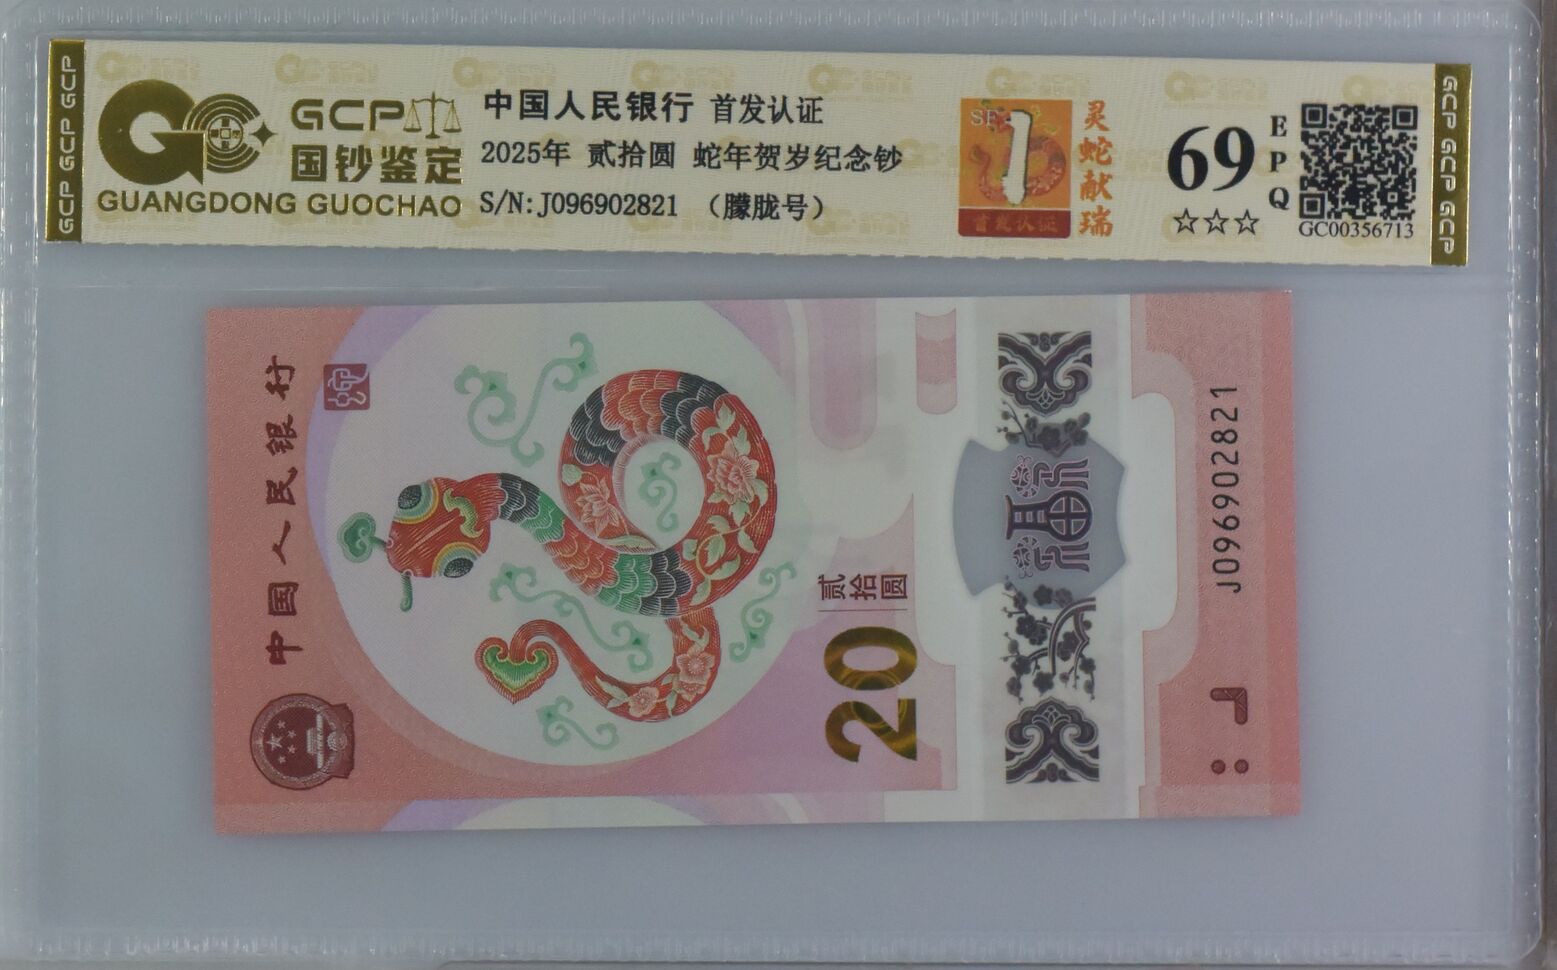 GCP GCP GCP
GCP
国钞鉴定
GUANGDONG GUOCHAO
中国人民银行 首发认证
2025年 贰拾圆 蛇年贺岁纪念钞
S/N:J096902821 (朦胧号)
1
首发认证
灵蛇献瑞
69
EPQ
☆☆☆
GC00356713
GCP GCP GCP
中国人民银行
贰拾圆
20
J096902821